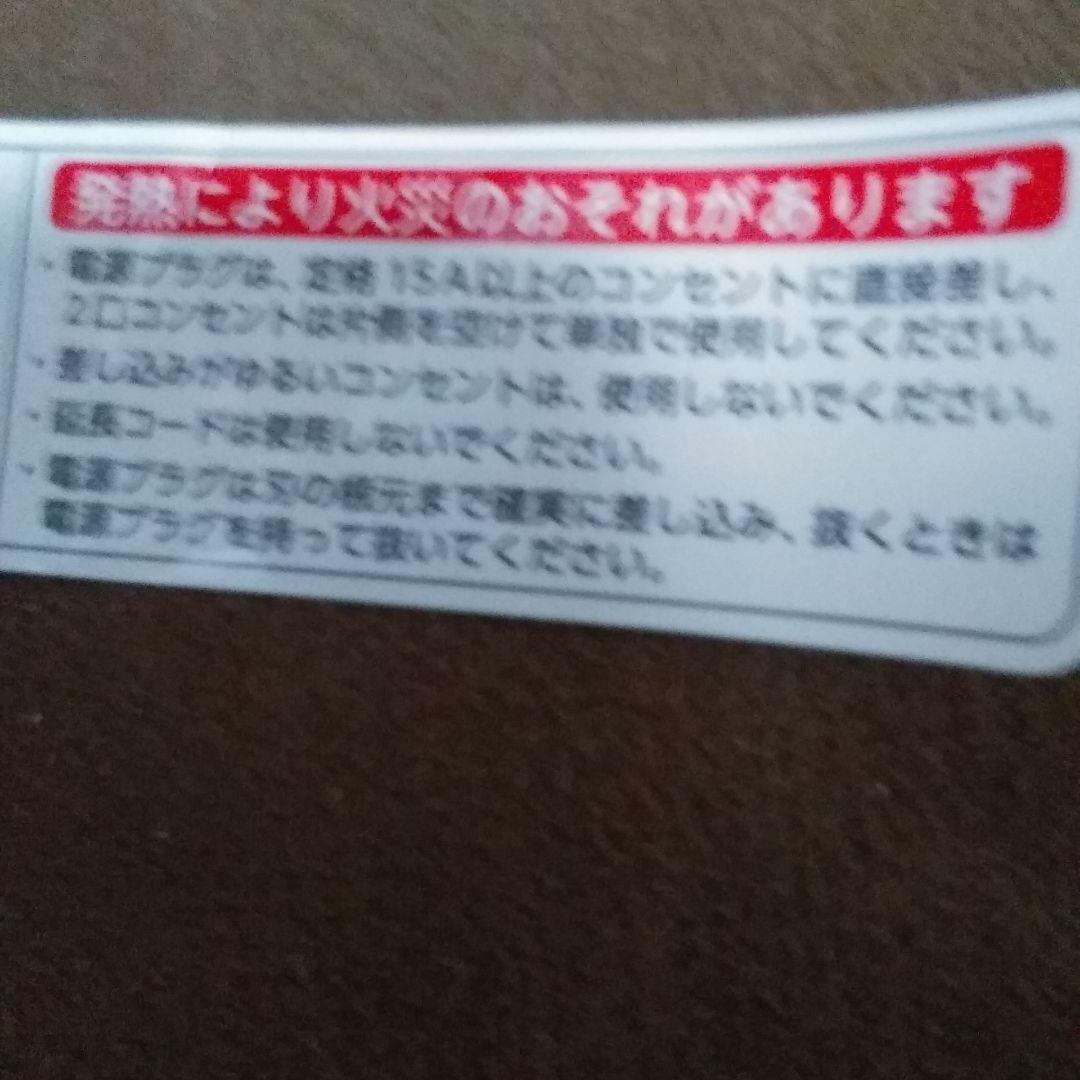 発熱により火災のおそれがあります
・電源プラグは、定格15A以上のコンセントに直接差し、
2口コンセントは片側を空けて単独で使用してください。
・差し込みがゆるいコンセントは、使用しないでください。
・延長コードは使用しないでください。
・電源プラグは刃の根元まで確実に差し込み、抜くときは
電源プラグを持って抜いてください。